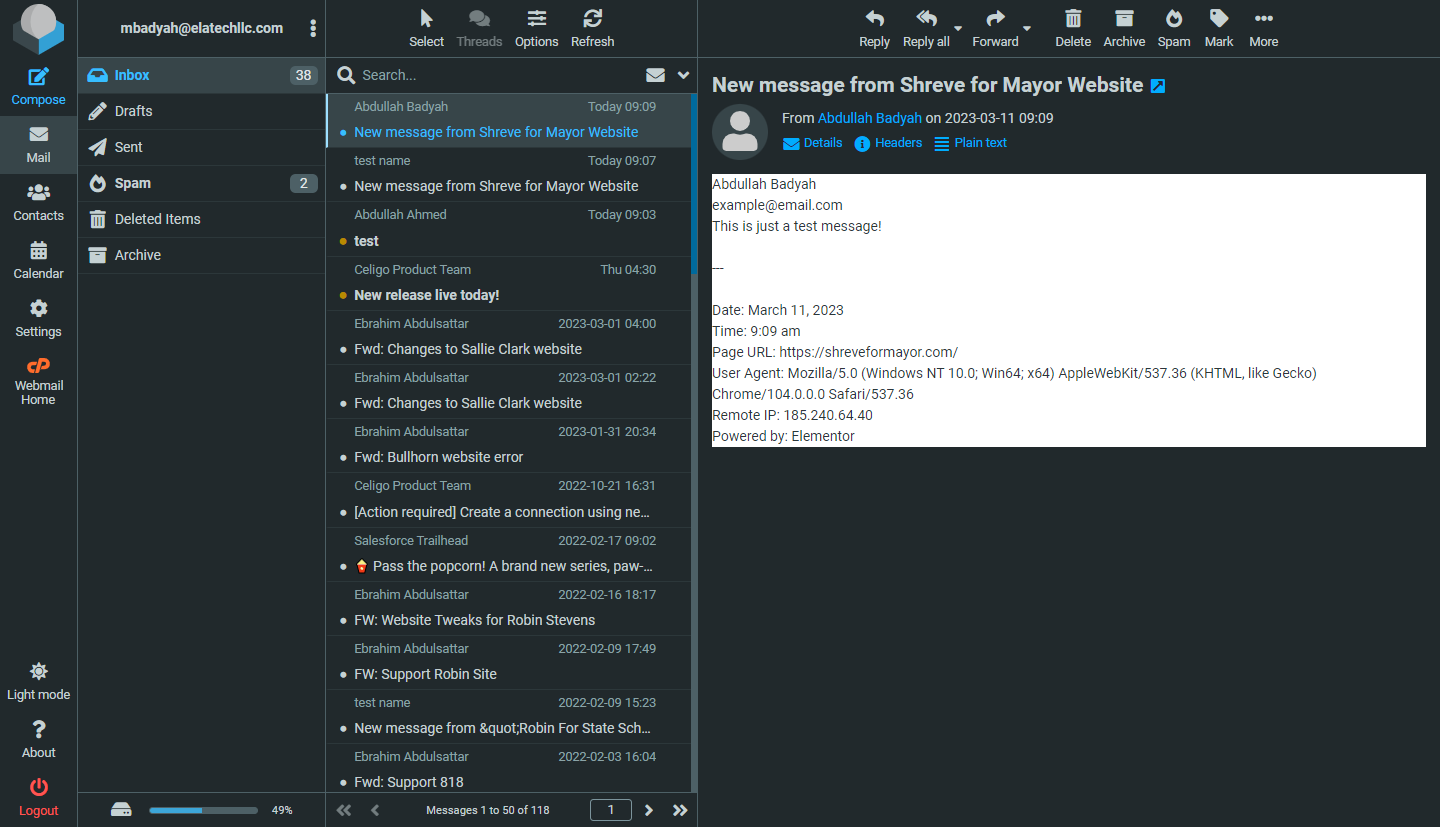 Compose
Mail
Contacts
Calendar
Settings
cP
Webmail
Home
Light mode
About
Logout
mbadyah@elatechllc.com
Inbox 38
Drafts
Sent
Spam 2
Deleted Items
Archive
49%
Select Threads Options Refresh
Search...
Abdullah Badyah Today 09:09
New message from Shreve for Mayor Website
test name Today 09:07
New message from Shreve for Mayor Website
Abdullah Ahmed Today 09:03
test
Celigo Product Team Thu 04:30
New release live today!
Ebrahim Abdulsattar 2023-03-01 04:00
Fwd: Changes to Sallie Clark website
Ebrahim Abdulsattar 2023-03-01 02:22
Fwd: Changes to Sallie Clark website
Ebrahim Abdulsattar 2023-01-31 20:34
Fwd: Bullhorn website error
Celigo Product Team 2022-10-21 16:31
[Action required] Create a connection using ne...
Salesforce Trailhead 2022-02-17 09:02
🍿 Pass the popcorn! A brand new series, paw-...
Ebrahim Abdulsattar 2022-02-16 18:17
FW: Website Tweaks for Robin Stevens
Ebrahim Abdulsattar 2022-02-09 17:49
FW: Support Robin Site
test name 2022-02-09 15:23
New message from &quot;Robin For State Sch...
Ebrahim Abdulsattar 2022-02-03 16:04
Fwd: Support 818
Messages 1 to 50 of 118 1
Reply Reply all Forward Delete Archive Spam Mark More
New message from Shreve for Mayor Website
From Abdullah Badyah on 2023-03-11 09:09
Details Headers Plain text
Abdullah Badyah
example@email.com
This is just a test message!
---
Date: March 11, 2023
Time: 9:09 am
Page URL: https://shreveformayor.com/
User Agent: Mozilla/5.0 (Windows NT 10.0; Win64; x64) AppleWebKit/537.36 (KHTML, like Gecko)
Chrome/104.0.0.0 Safari/537.36
Remote IP: 185.240.64.40
Powered by: Elementor